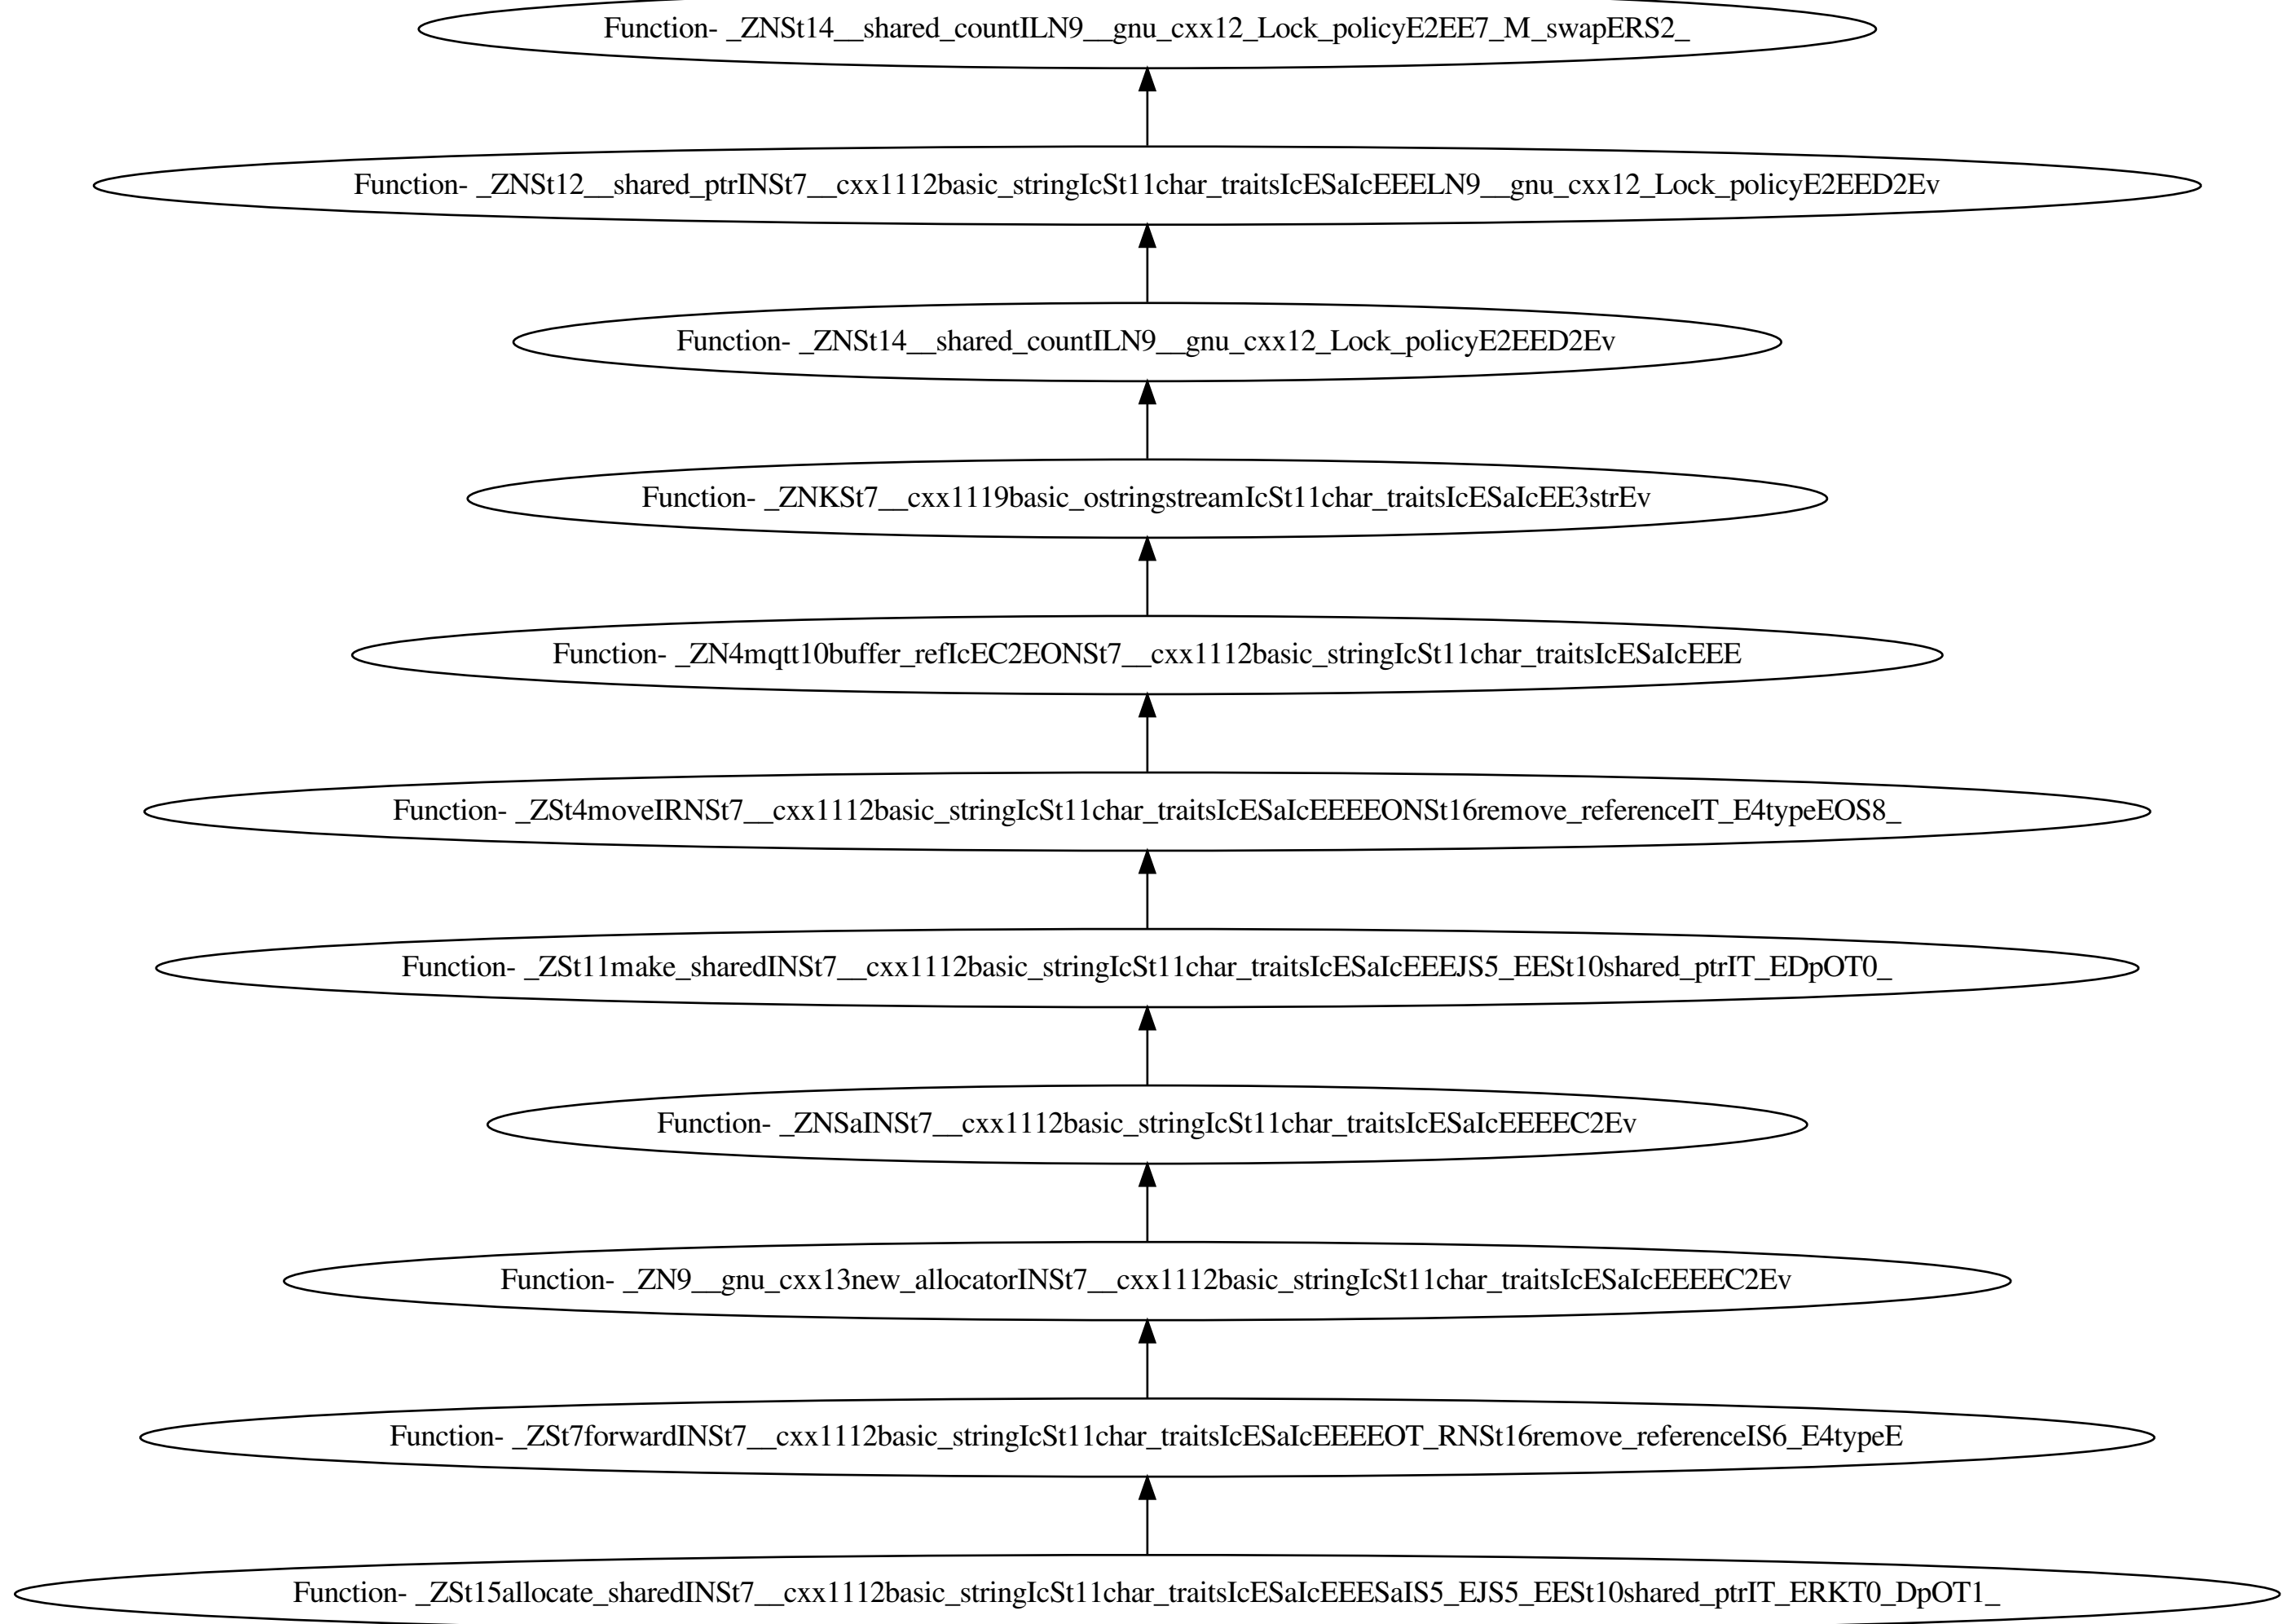 Function- _ZNSt14__shared_countILN9__gnu_cxx12_Lock_policyE2EE7_M_swapERS2_
Function- _ZNSt12__shared_ptrINSt7__cxx1112basic_stringIcSt11char_traitsIcESaIcEEELN9__gnu_cxx12_Lock_policyE2EED2Ev
Function- _ZNSt14__shared_countILN9__gnu_cxx12_Lock_policyE2EED2Ev
Function- _ZNKSt7__cxx1119basic_ostringstreamIcSt11char_traitsIcESaIcEE3strEv
Function- _ZN4mqtt10buffer_refIcEC2EONSt7__cxx1112basic_stringIcSt11char_traitsIcESaIcEEE
Function- _ZSt4moveIRNSt7__cxx1112basic_stringIcSt11char_traitsIcESaIcEEEEONSt16remove_referenceIT_E4typeEOS8_
Function- _ZSt11make_sharedINSt7__cxx1112basic_stringIcSt11char_traitsIcESaIcEEEJS5_EESt10shared_ptrIT_EDpOT0_
Function- _ZNSaINSt7__cxx1112basic_stringIcSt11char_traitsIcESaIcEEEEC2Ev
Function- _ZN9__gnu_cxx13new_allocatorINSt7__cxx1112basic_stringIcSt11char_traitsIcESaIcEEEEC2Ev
Function- _ZSt7forwardINSt7__cxx1112basic_stringIcSt11char_traitsIcESaIcEEEEOT_RNSt16remove_referenceIS6_E4typeE
Function- _ZSt15allocate_sharedINSt7__cxx1112basic_stringIcSt11char_traitsIcESaIcEEESaIS5_EJS5_EESt10shared_ptrIT_ERKT0_DpOT1_